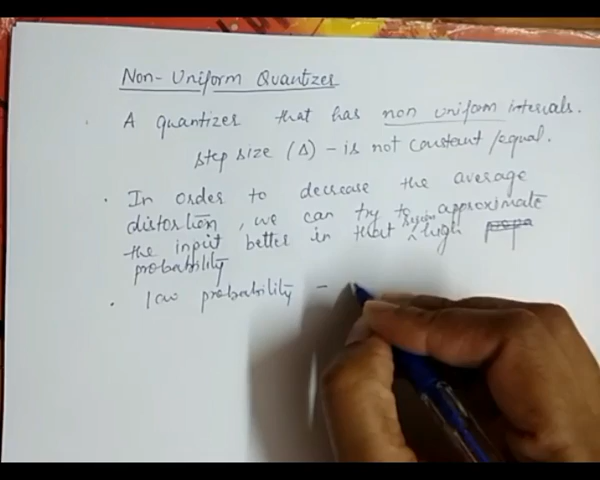 Non-Uniform Quantizer
A quantizer that has non uniform intervals.
step size (Δ) - is not constant/equal.
• In order to decrease the average
distortion, we can try to approximate
the input better in that region high
probability
• low probability -